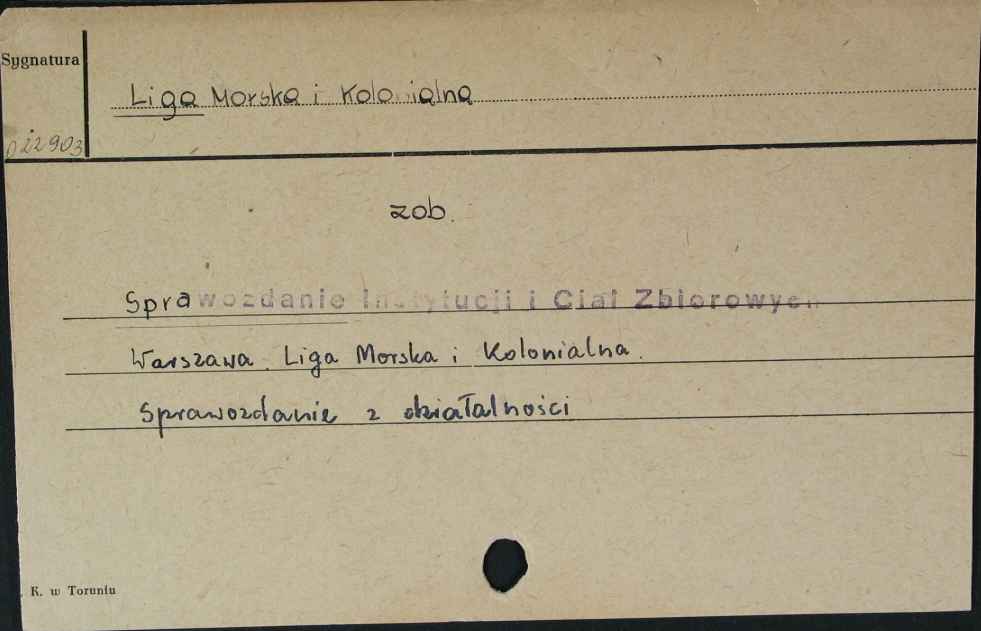 Sygnatura
Liga Morska i Kolonialna
022903
zob.
Sprawozdanie Instytucji i Ciał Zbiorowych
Warszawa. Liga Morska i Kolonialna.
Sprawozdanie z działalności
K. w Toruniu